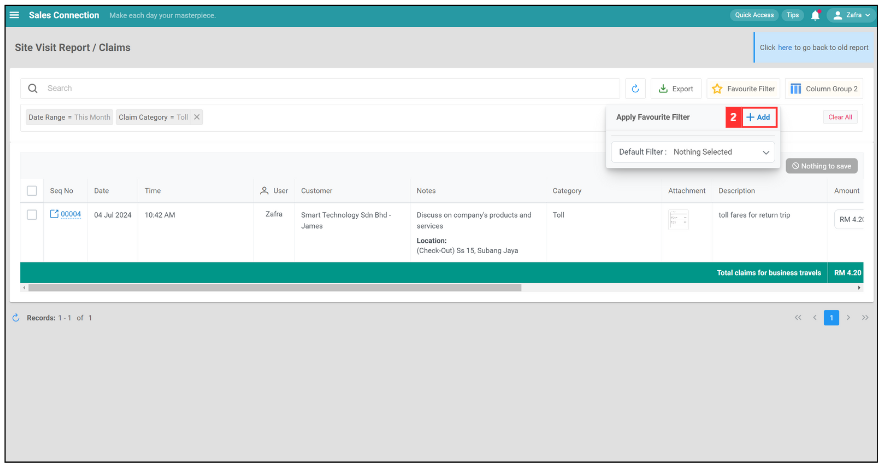 Sales Connection Make each day your masterpiece. Quick Access Tips Zafra
Site Visit Report / Claims
Click here to go back to old report
Search Export Favourite Filter Column Group 2
Date Range = This Month Claim Category = Toll Clear All
Apply Favourite Filter 2 + Add
Default Filter : Nothing Selected
Nothing to save
Seq No Date Time User Customer Notes Category Attachment Description Amount
00004 04 Jul 2024 10:42 AM Zafra Smart Technology Sdn Bhd - Discuss on company's products and Toll toll fares for return trip RM 4.20
James services
Location:
(Check-Out) Ss 15, Subang Jaya
Total claims for business travels RM 4.20
Records: 1 - 1 of 1 1